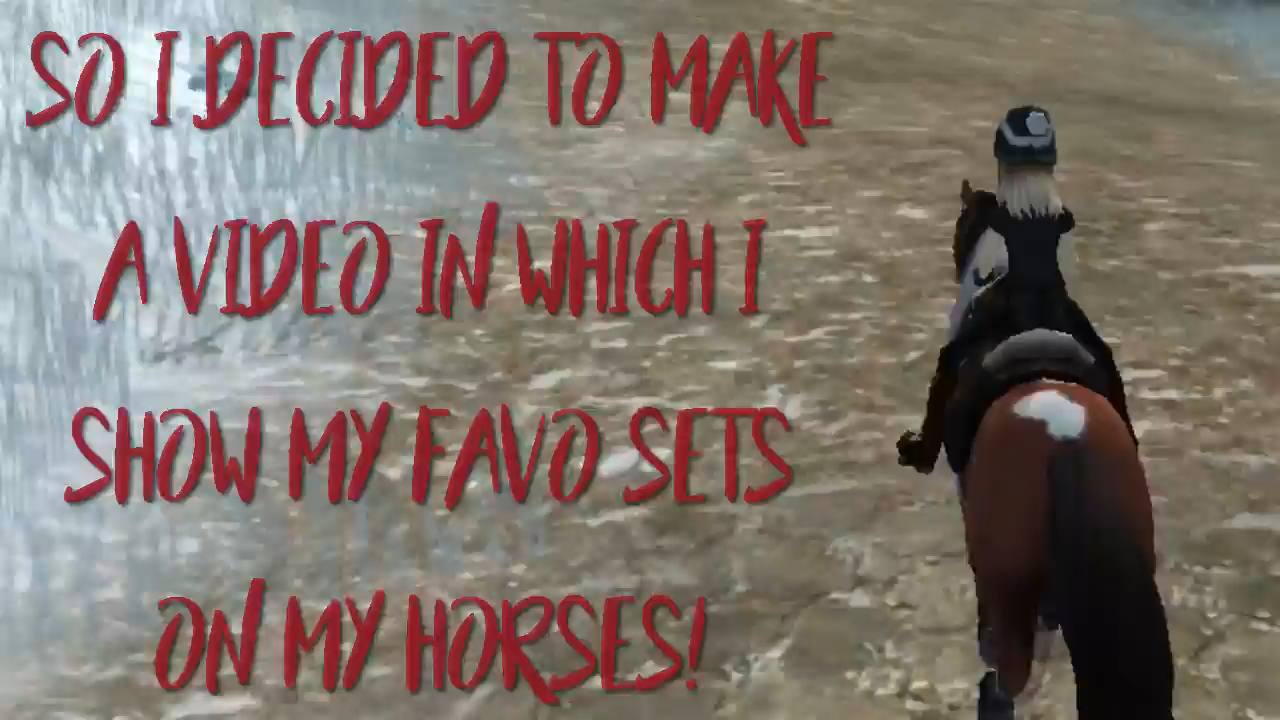 SO I DECIDED TO MAKE
A VIDEO IN WHICH I
SHOW MY FAVO SETS
ON MY HORSES!